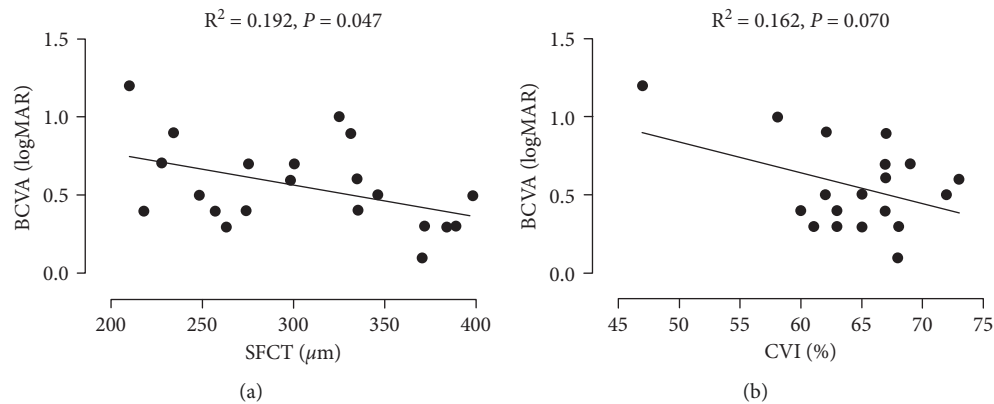 R² = 0.192, P = 0.047
1.5
1.0
0.5
0.0
BCVA (logMAR)
200
250
300
350
400
SFCT (μm)
(a)
R² = 0.162, P = 0.070
1.5
1.0
0.5
0.0
BCVA (logMAR)
45
50
55
60
65
70
75
CVI (%)
(b)